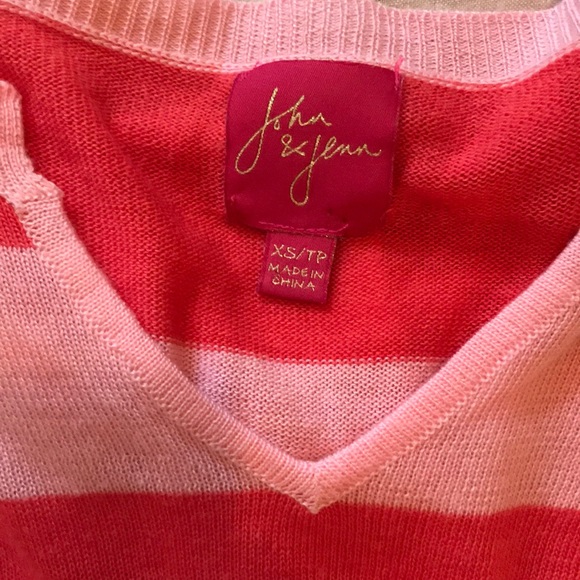 John
& Jenn
XS/TP
MADE IN
CHINA